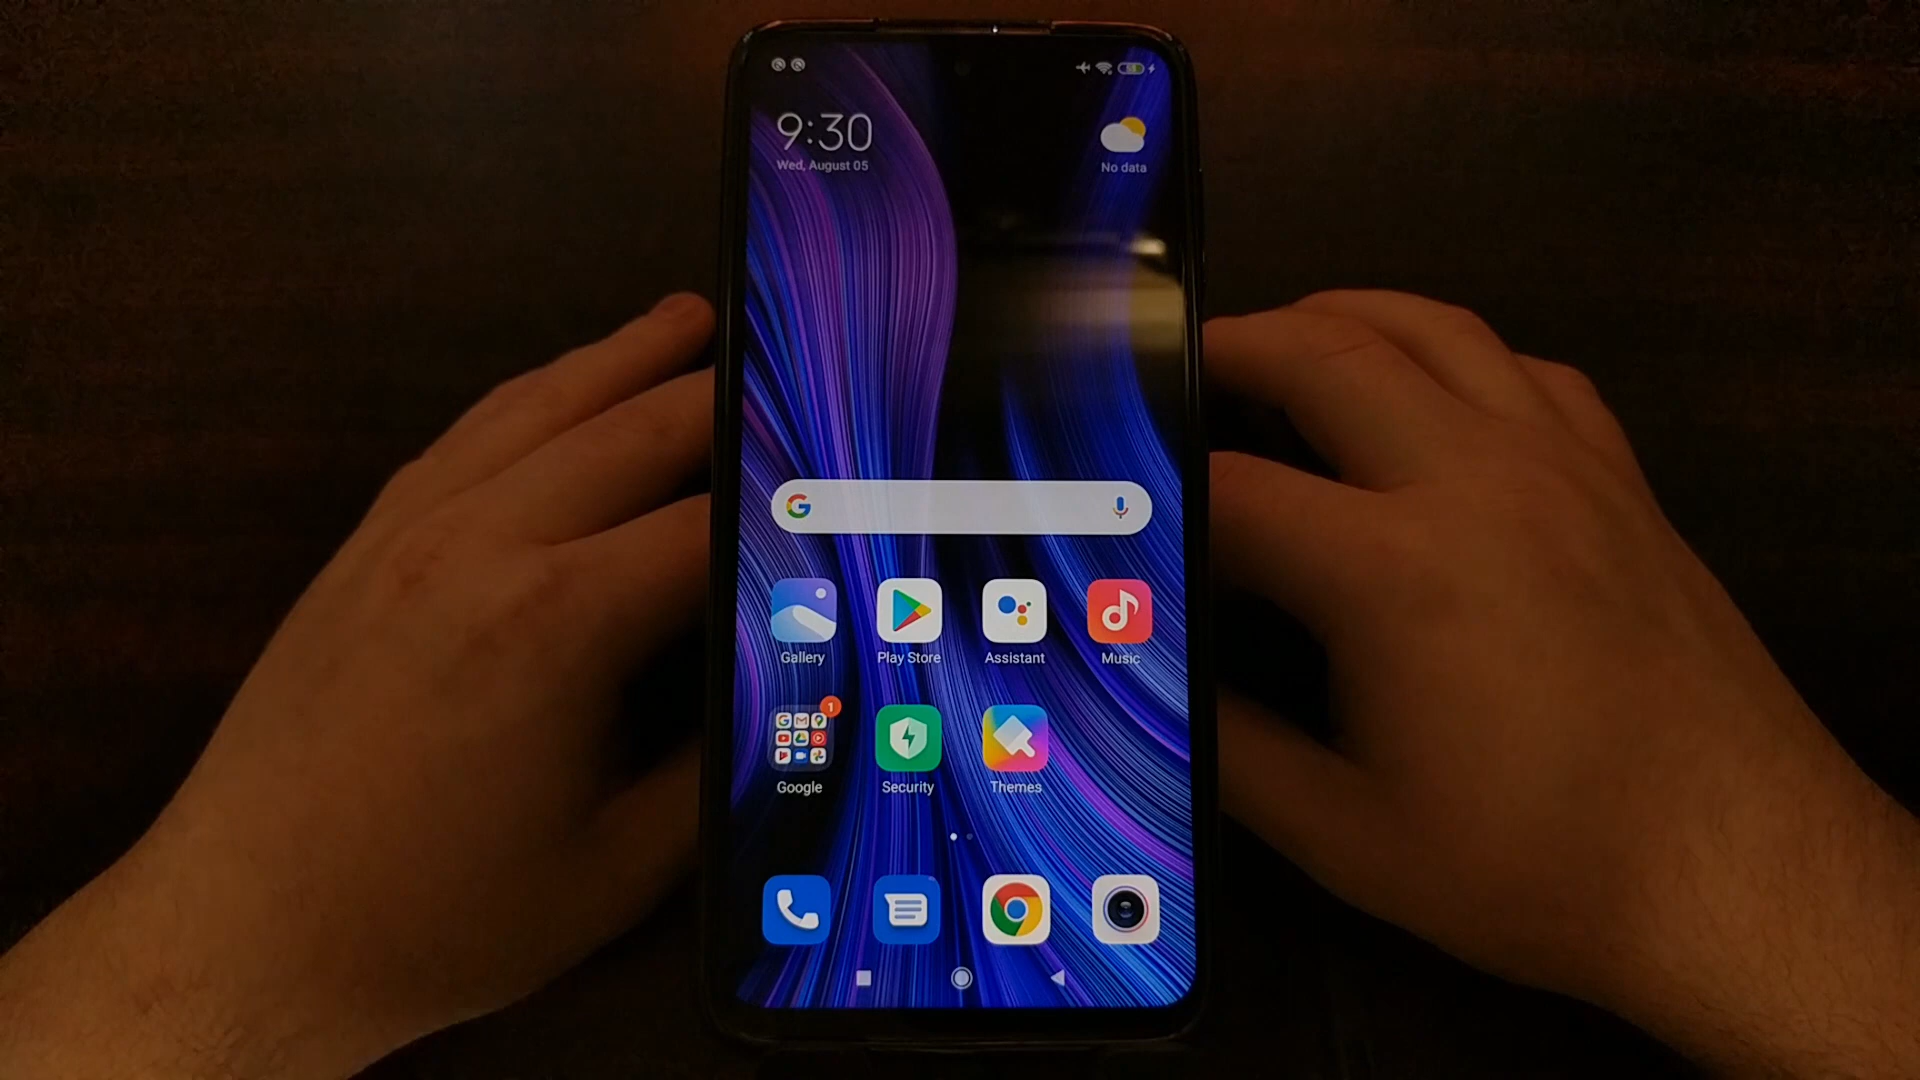 9:30
Wed, August 05
No data
Gallery
Play Store
Assistant
Music
1
Google
Security
Themes